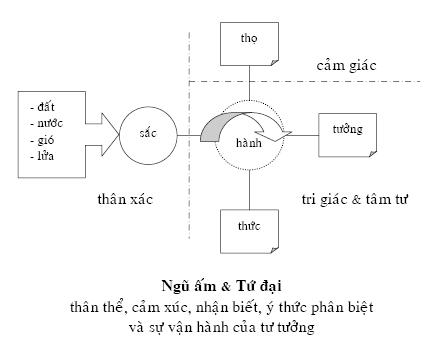 thọ
cảm giác
- đất
- nước
- gió
- lửa
sắc
hành
tưởng
thân xác
tri giác & tâm tư
thức
Ngũ ấm & Tứ đại
thân thể, cảm xúc, nhận biết, ý thức phân biệt
và sự vận hành của tư tưởng